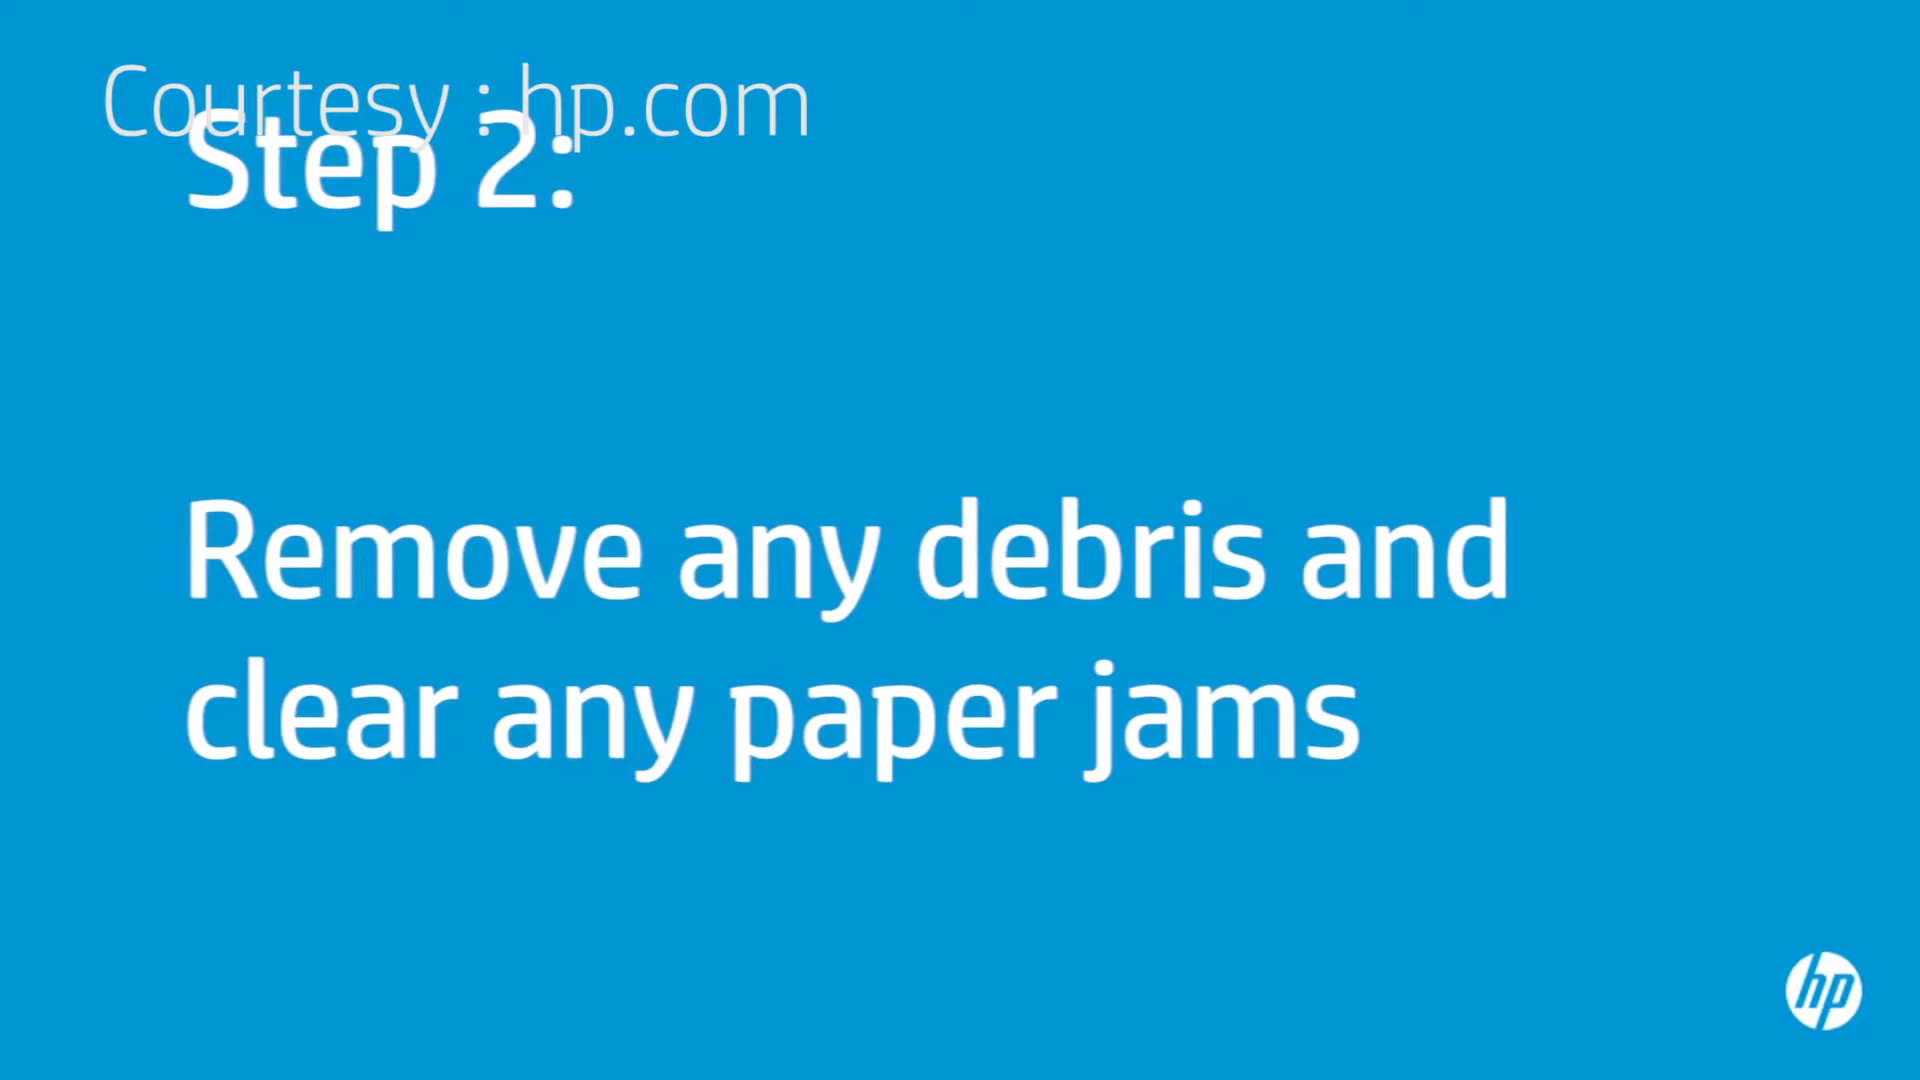 Courtesy : hp.com
Step 2:
Remove any debris and
clear any paper jams
hp